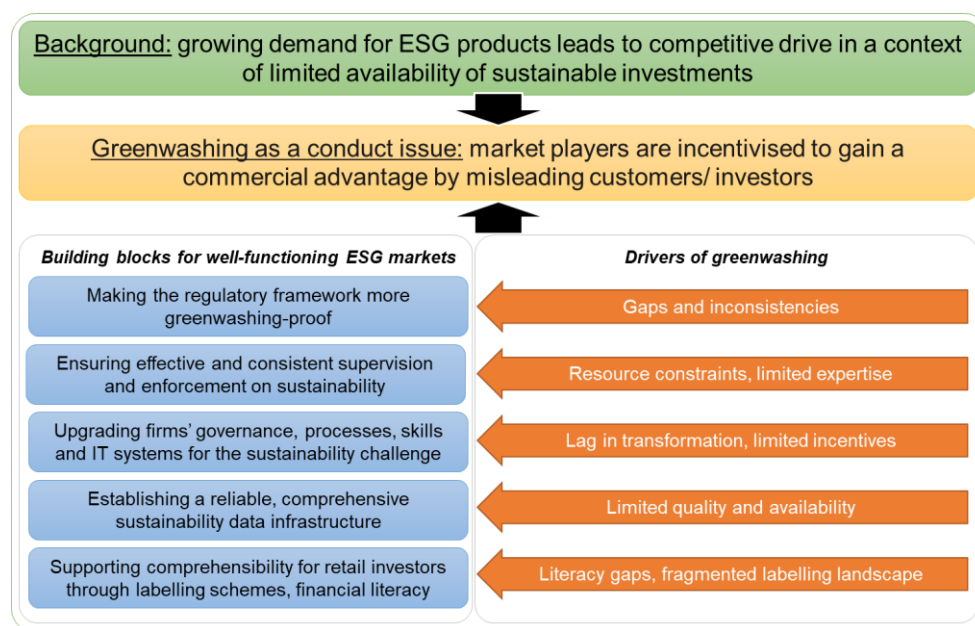 Background: growing demand for ESG products leads to competitive drive in a context
of limited availability of sustainable investments
Greenwashing as a conduct issue: market players are incentivised to gain a
commercial advantage by misleading customers/ investors
Building blocks for well-functioning ESG markets
Drivers of greenwashing
Making the regulatory framework more
greenwashing-proof
Gaps and inconsistencies
Ensuring effective and consistent supervision
and enforcement on sustainability
Resource constraints, limited expertise
Upgrading firms' governance, processes, skills
and IT systems for the sustainability challenge
Lag in transformation, limited incentives
Establishing a reliable, comprehensive
sustainability data infrastructure
Limited quality and availability
Supporting comprehensibility for retail investors
through labelling schemes, financial literacy
Literacy gaps, fragmented labelling landscape